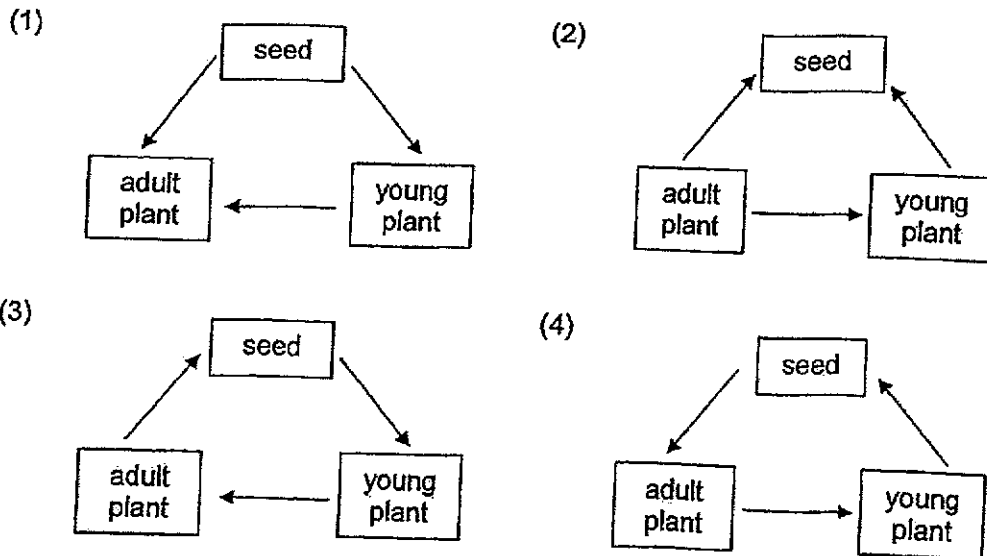 (1)
seed
adult
plant
young
plant
(2)
seed
adult
plant
young
plant
(3)
seed
adult
plant
young
plant
(4)
seed
adult
plant
young
plant